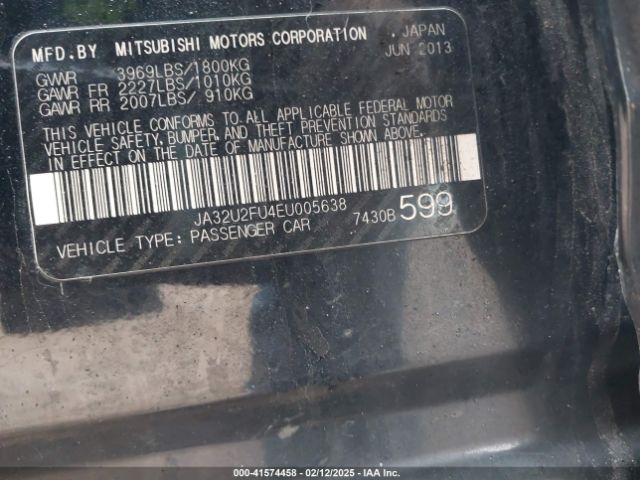 MFD.BY MITSUBISHI MOTORS CORPORATION . JAPAN
JUN 2013
GVWR 3969LBS/1800KG
GAWR FR 2227LBS/1010KG
GAWR RR 2007LBS/ 910KG
THIS VEHICLE CONFORMS TO ALL APPLICABLE FEDERAL MOTOR
VEHICLE SAFETY, BUMPER, AND THEFT PREVENTION STANDARDS
IN EFFECT ON THE DATE OF MANUFACTURE SHOWN ABOVE.
JA32U2FU4EU005638
VEHICLE TYPE: PASSENGER CAR 7430B 599
000-41574458 - 02/12/2025 - IAA Inc.